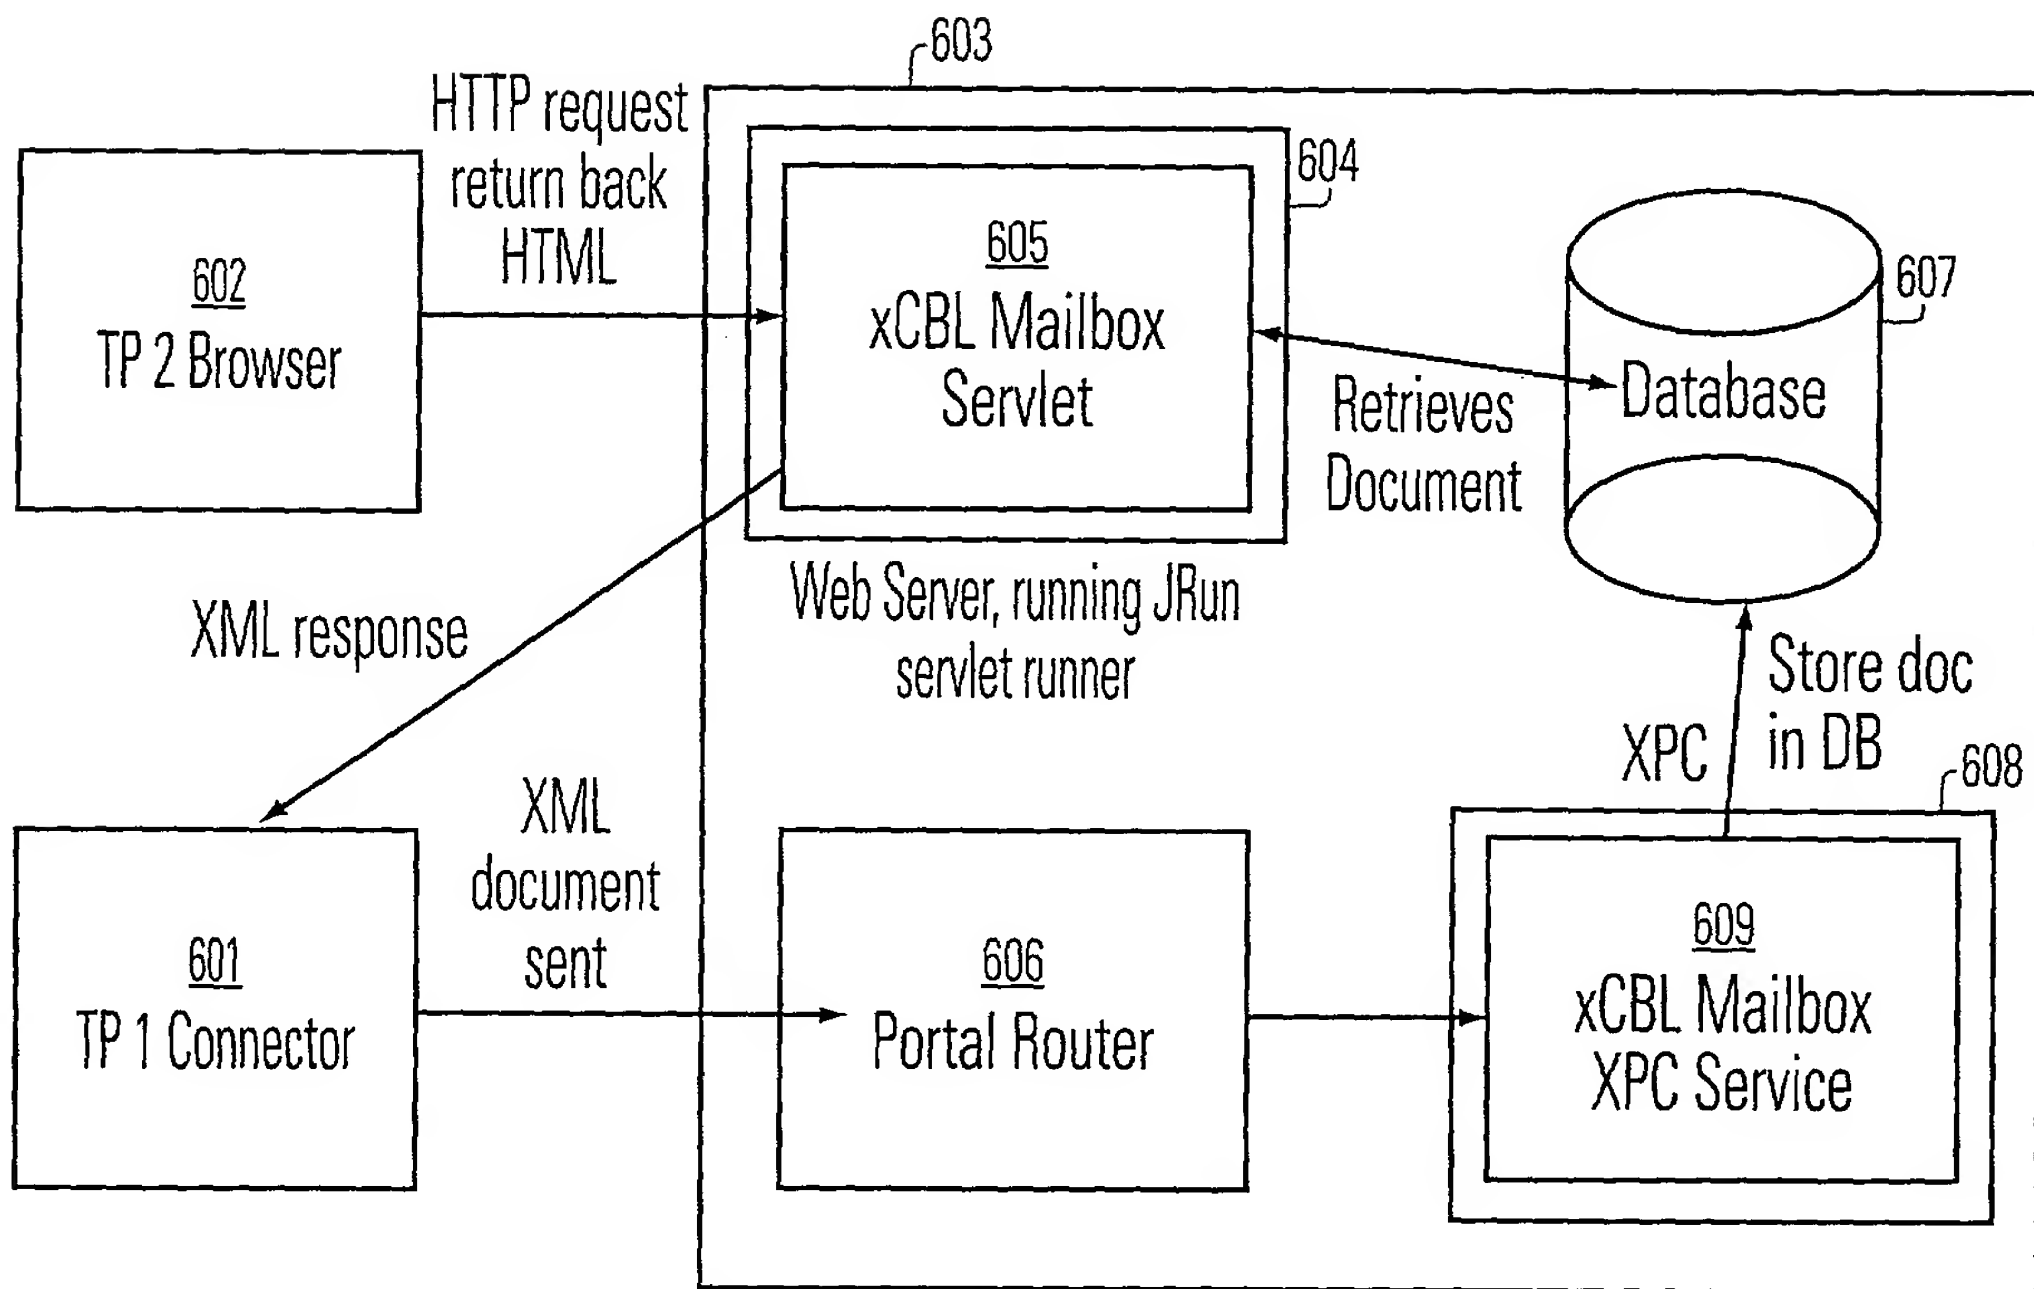 603
HTTP request
return back
HTML
604
602
TP 2 Browser
605
xCBL Mailbox
Servlet
607
Database
Retrieves
Document
Web Server, running JRun
servlet runner
XML response
Store doc
in DB
XPC
608
XML
document
sent
601
TP 1 Connector
606
Portal Router
609
xCBL Mailbox
XPC Service